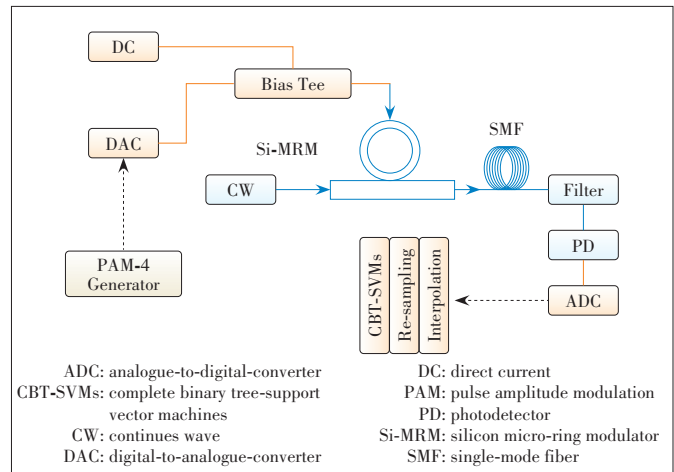 DC
Bias Tee
DAC
Si-MRM
SMF
CW
Filter
PD
PAM-4
Generator
CBT-SVMs
Re-sampling
Interpolation
ADC
ADC: analogue-to-digital-converter
CBT-SVMs: complete binary tree-support
vector machines
CW: continues wave
DAC: digital-to-analogue-converter
DC: direct current
PAM: pulse amplitude modulation
PD: photodetector
Si-MRM: silicon micro-ring modulator
SMF: single-mode fiber